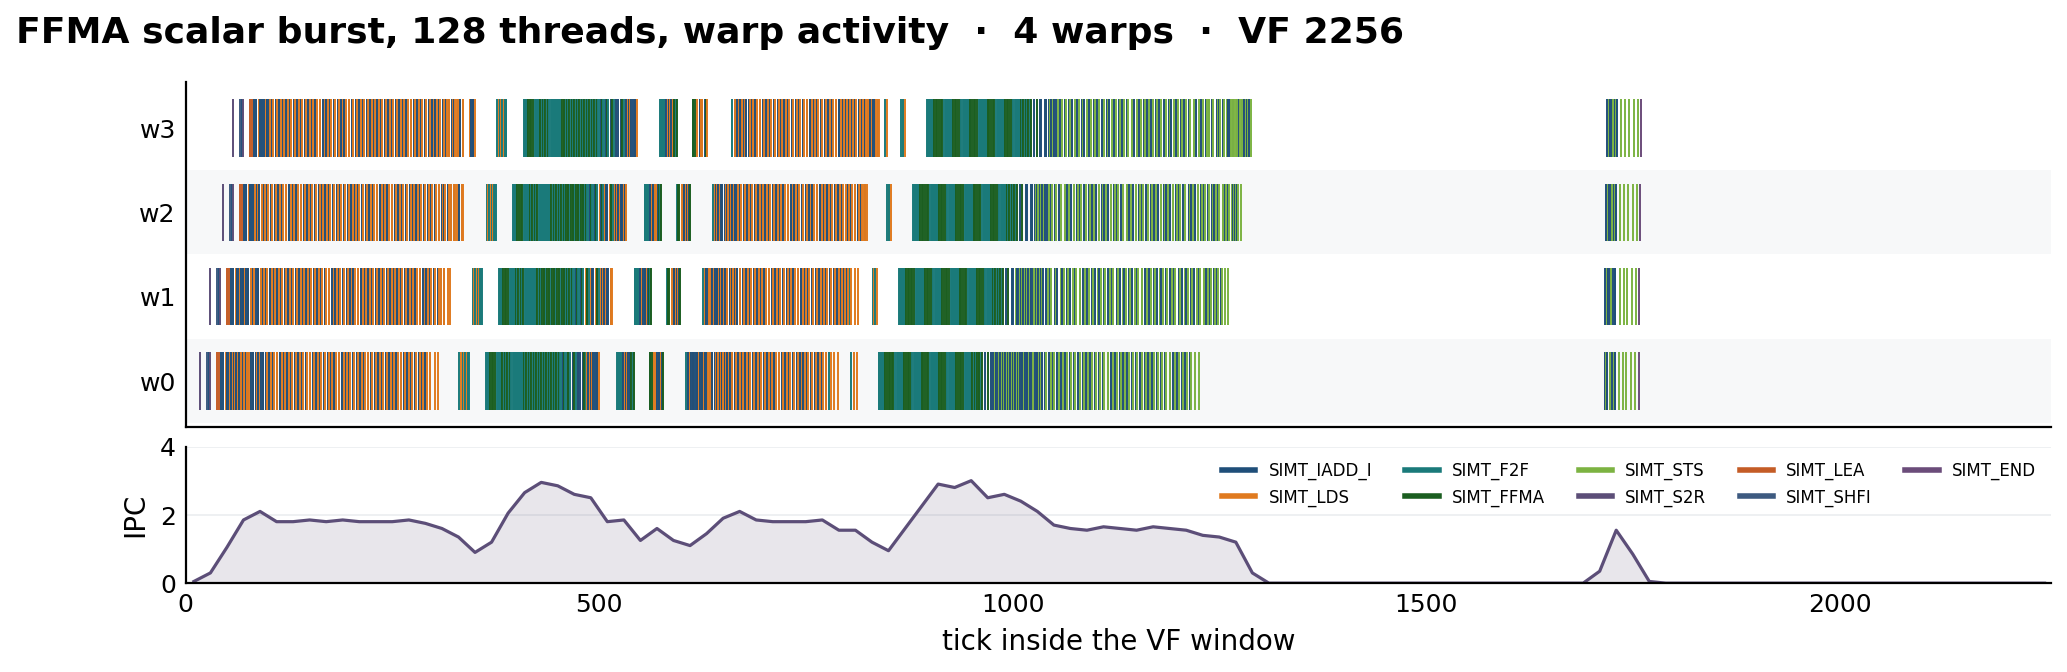 FFMA scalar burst, 128 threads, warp activity · 4 warps · VF 2256
w3
w2
w1
w0
4
2
0
IPC
SIMT_IADD_I
SIMT_F2F
SIMT_STS
SIMT_LEA
SIMT_END
SIMT_LDS
SIMT_FFMA
SIMT_S2R
SIMT_SHFI
0 500 1000 1500 2000
tick inside the VF window